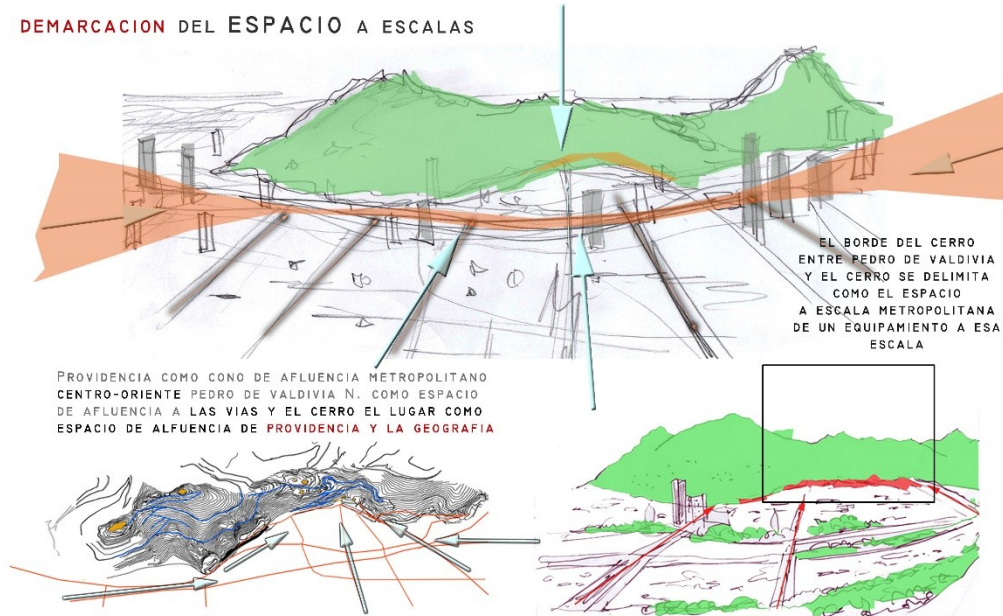 DEMARCACION DEL ESPACIO A ESCALAS
EL BORDE DEL CERRO
ENTRE PEDRO DE VALDIVIA
Y EL CERRO SE DELIMITA
COMO EL ESPACIO
A ESCALA METROPOLITANA
DE UN EQUIPAMIENTO A ESA
ESCALA
PROVIDENCIA COMO CONO DE AFLUENCIA METROPOLITANO
CENTRO-ORIENTE PEDRO DE VALDIVIA N. COMO ESPACIO
DE AFLUENCIA A LAS VIAS Y EL CERRO EL LUGAR COMO
ESPACIO DE ALFUENCIA DE PROVIDENCIA Y LA GEOGRAFIA